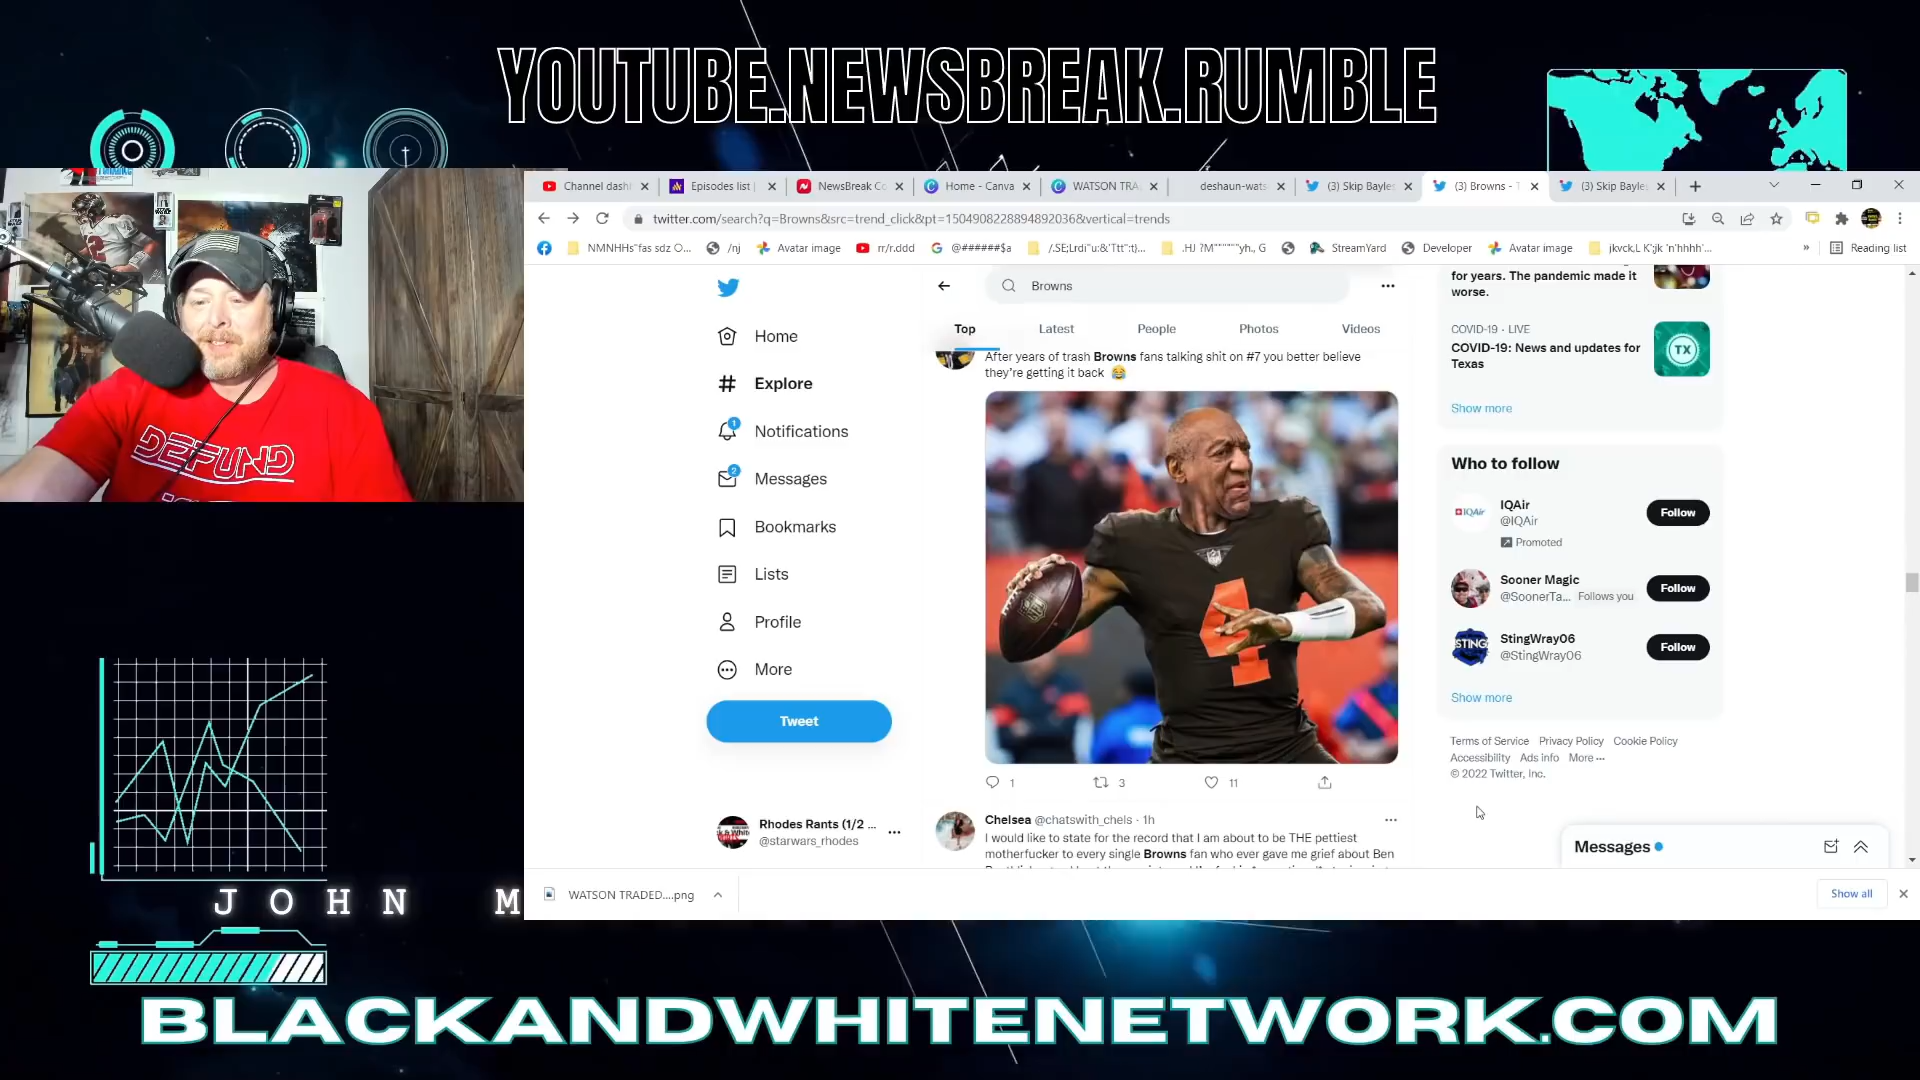 YOUTUBE.NEWSBREAK.RUMBLE
Channel dash
Episodes list
NewsBreak Co
Home - Canva
WATSON TRA
deshaun-wats
(3) Skip Bayles
(3) Browns - T
(3) Skip Bayles
twitter.com/search?q=Browns&src=trend_click&pt=1504908228894892036&vertical=trends
/nj
Avatar image
rr/r.ddd
@######$a
StreamYard
Developer
Avatar image
»
Reading list
Browns
Top
Latest
People
Photos
Videos
Home
Explore
1
Notifications
2
Messages
Bookmarks
Lists
Profile
More
Tweet
Rhodes Rants (1/2 ...
@starwars_rhodes
After years of trash Browns fans talking shit on #7 you better believe
they're getting it back 😂
4
1
3
11
Chelsea @chatswith_chels · 1h
I would like to state for the record that I am about to be THE pettiest
motherfucker to every single Browns fan who ever gave me grief about Ben
for years. The pandemic made it
worse.
COVID-19 · LIVE
COVID-19: News and updates for
Texas
TX
Show more
Who to follow
IQAir
IQAir
@IQAir
Promoted
Follow
Sooner Magic
@SoonerTa... Follows you
Follow
STING
StingWray06
@StingWray06
Follow
Show more
Terms of Service Privacy Policy Cookie Policy
Accessibility Ads info More ···
© 2022 Twitter, Inc.
Messages
WATSON TRADED....png
Show all
DEFUND
JOHN M
BLACKANDWHITENETWORK.COM